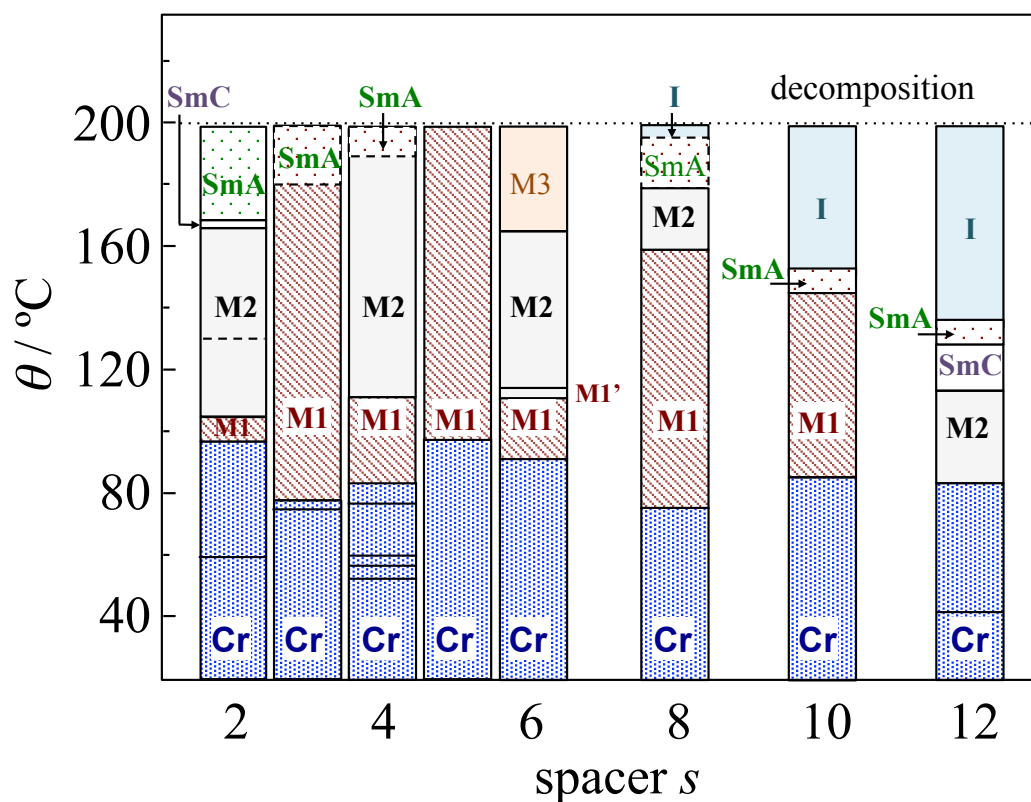 decomposition
SmC
SmA
I
200
SmA
SmA
SmA
M3
M2
I
I
160
SmA
SmA
M2
M2
M2
SmC
120
M1’
M1
M1
M1
M1
M1
M1
M1
M2
80
40
Cr
Cr
Cr
Cr
Cr
Cr
Cr
Cr
θ / ºC
2
4
6
8
10
12
spacer s